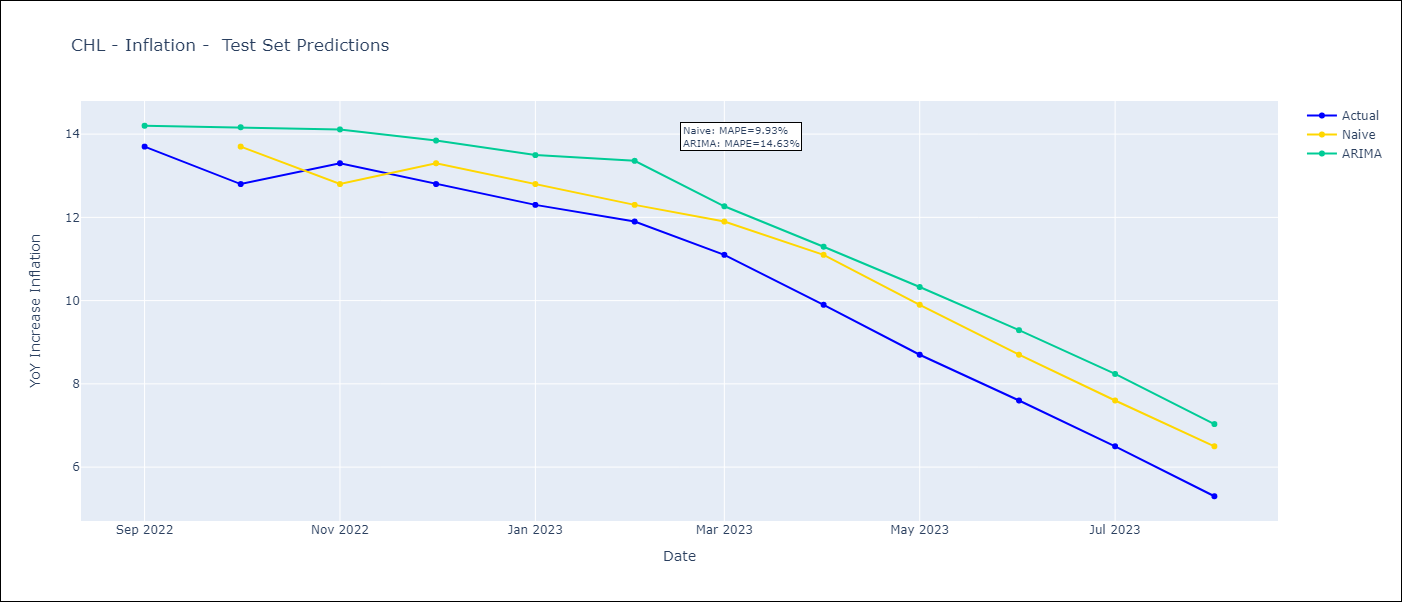 CHL - Inflation -  Test Set Predictions
Actual
Naive
ARIMA
Naive: MAPE=9.93%
ARIMA: MAPE=14.63%
YoY Increase Inflation
14
12
10
8
6
Sep 2022
Nov 2022
Jan 2023
Mar 2023
May 2023
Jul 2023
Date